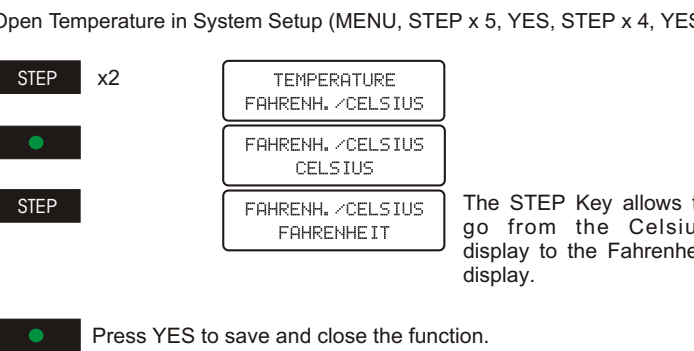 Open Temperature in System Setup (MENU, STEP x 5, YES, STEP x 4, YES
STEP x2
TEMPERATURE
FAHRENH./CELSIUS
FAHRENH./CELSIUS
CELSIUS
STEP
FAHRENH./CELSIUS
FAHRENHEIT
The STEP Key allows
go from the
display to the
display.
Press YES to save and close the function.